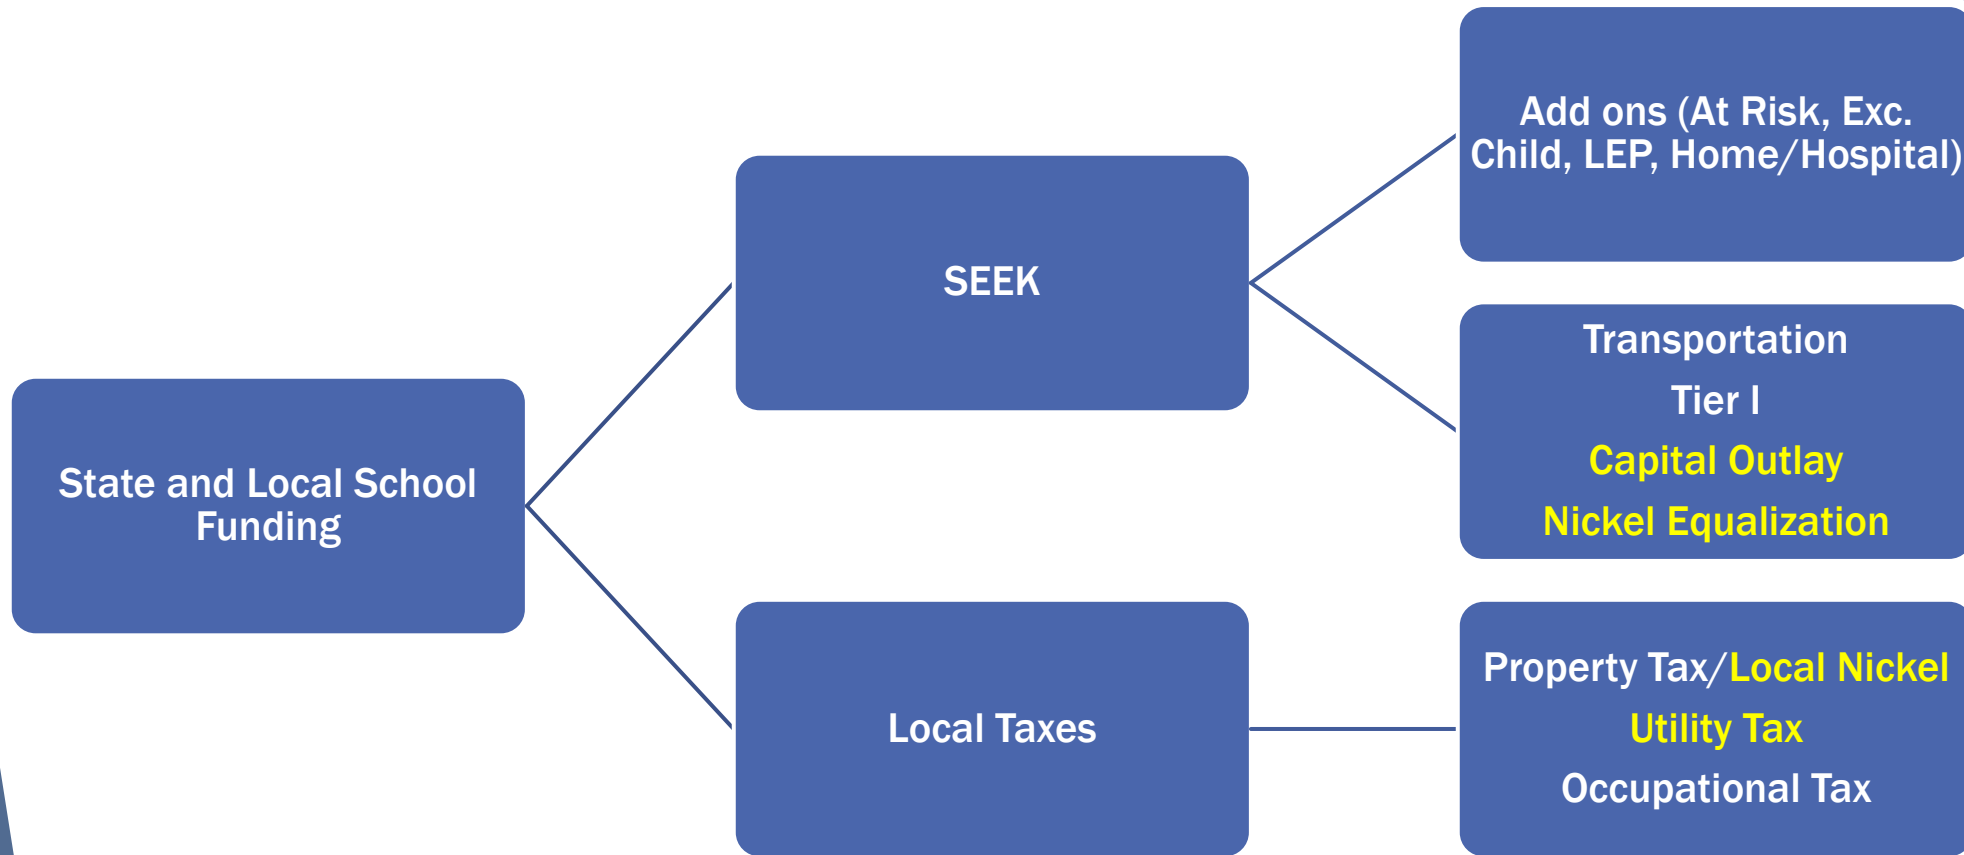 State and Local School
Funding
SEEK
Add ons (At Risk, Exc.
Child, LEP, Home/Hospital)
Transportation
Tier I
Capital Outlay
Nickel Equalization
Local Taxes
Property Tax/Local Nickel
Utility Tax
Occupational Tax